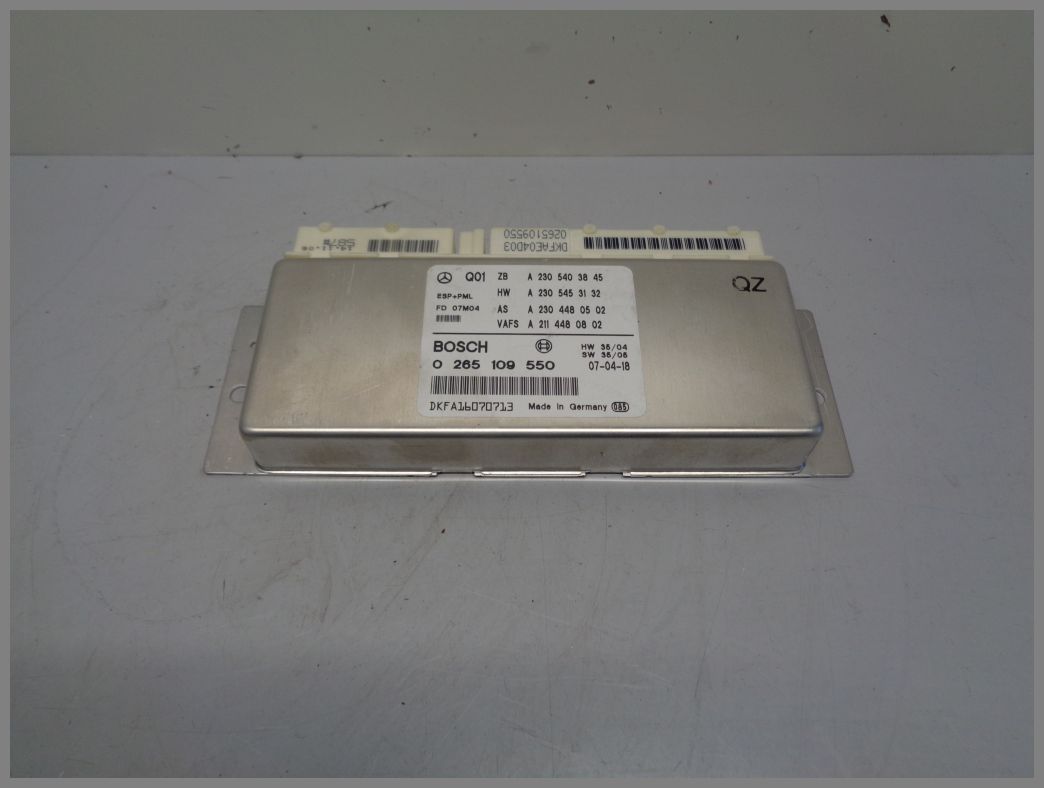 DKFAE04D03
0265109550
QZ
Q01 ZB A 230 540 38 45
HW A 230 545 31 32
ESP+PML
FD 07M04 AS A 230 448 05 02
VAFS A 211 448 08 02
BOSCH HW 35/04
SW 35/05
0 265 109 550 07-04-18
DKFA16070713 Made in Germany 085